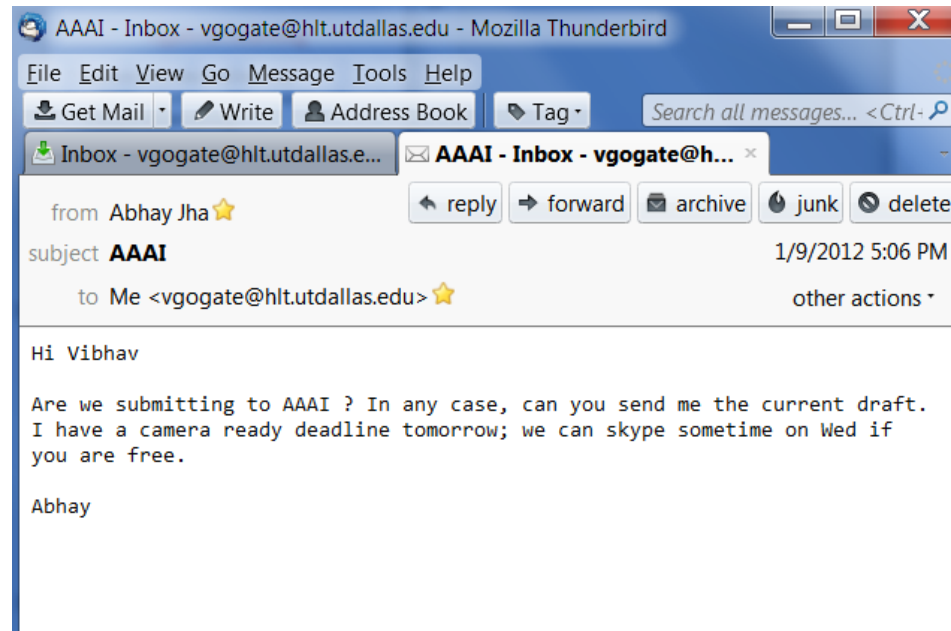 AAAI - Inbox - vgogate@hlt.utdallas.edu - Mozilla Thunderbird
File Edit View Go Message Tools Help
Get Mail Write Address Book Tag Search all messages... <Ctrl-
Inbox - vgogate@hlt.utdallas.e... AAAI - Inbox - vgogate@h...
from Abhay Jha reply forward archive junk delete
subject AAAI 1/9/2012 5:06 PM
to Me <vgogate@hlt.utdallas.edu> other actions
Hi Vibhav
Are we submitting to AAAI ? In any case, can you send me the current draft.
I have a camera ready deadline tomorrow; we can skype sometime on Wed if
you are free.
Abhay